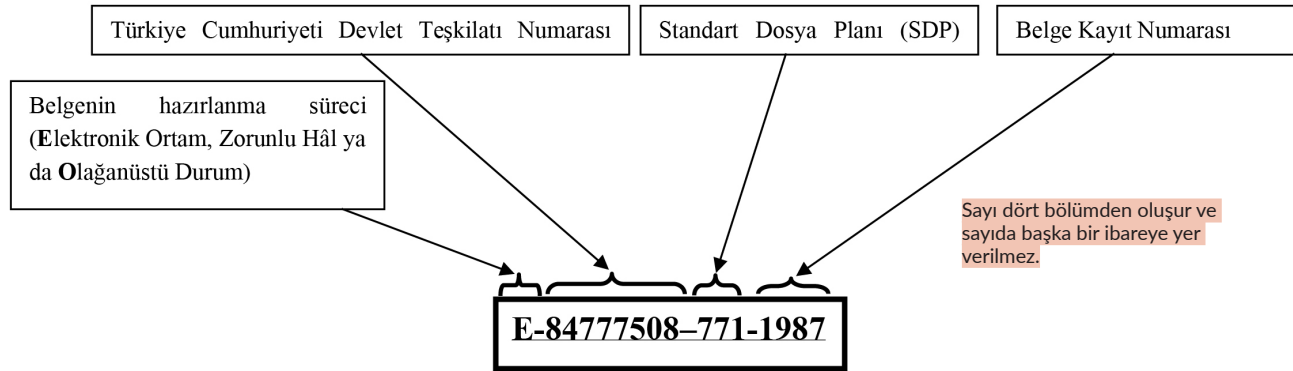 Türkiye Cumhuriyeti Devlet Teşkilatı Numarası
Standart Dosya Planı (SDP)
Belge Kayıt Numarası
Belgenin hazırlanma süreci
(Elektronik Ortam, Zorunlu Hâl ya
da Olağanüstü Durum)
Sayı dört bölümden oluşur ve
sayıda başka bir ibareye yer
verilmez.
E-84777508–771-1987